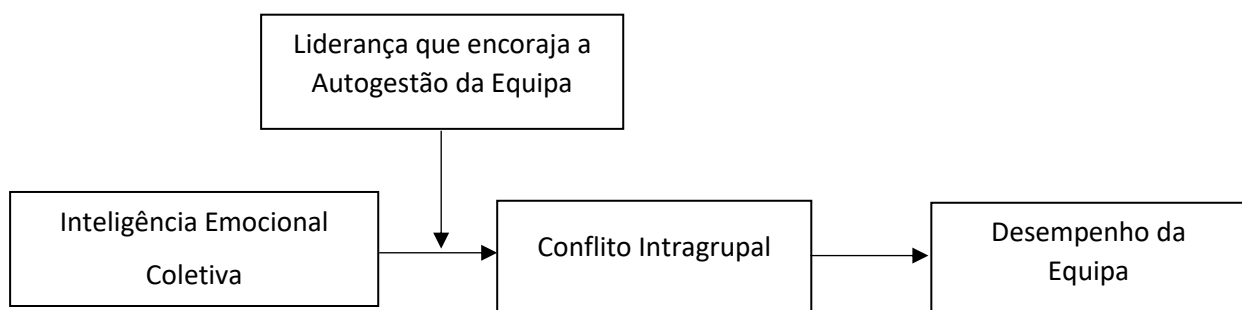 Liderança que encoraja a
Autogestão da Equipa
Inteligência Emocional
Coletiva
Conflito Intragrupal
Desempenho da
Equipa